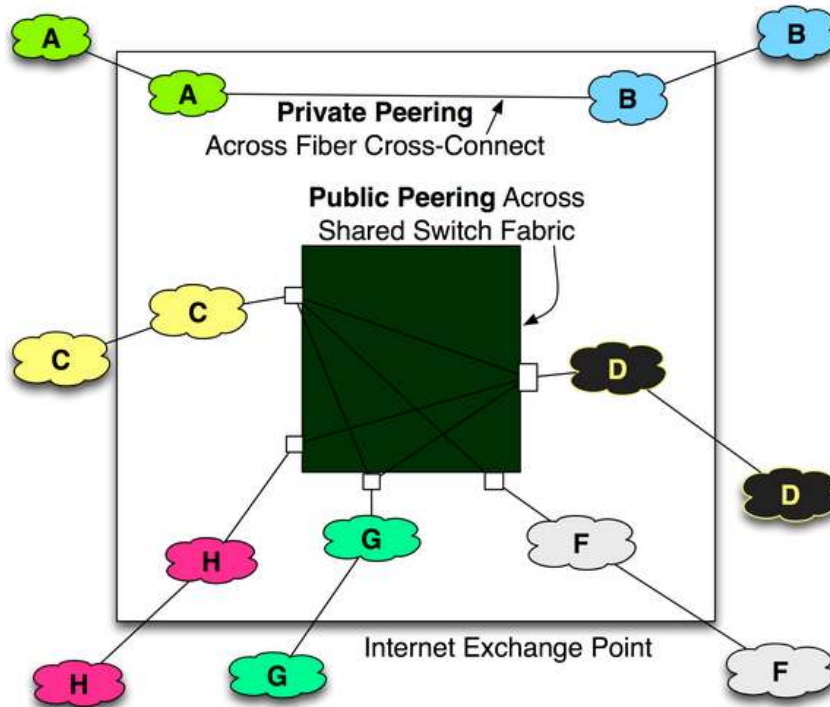 A
B
A
B
Private Peering
Across Fiber Cross-Connect
Public Peering Across
Shared Switch Fabric
C
C
D
D
H
G
F
Internet Exchange Point
H
G
F